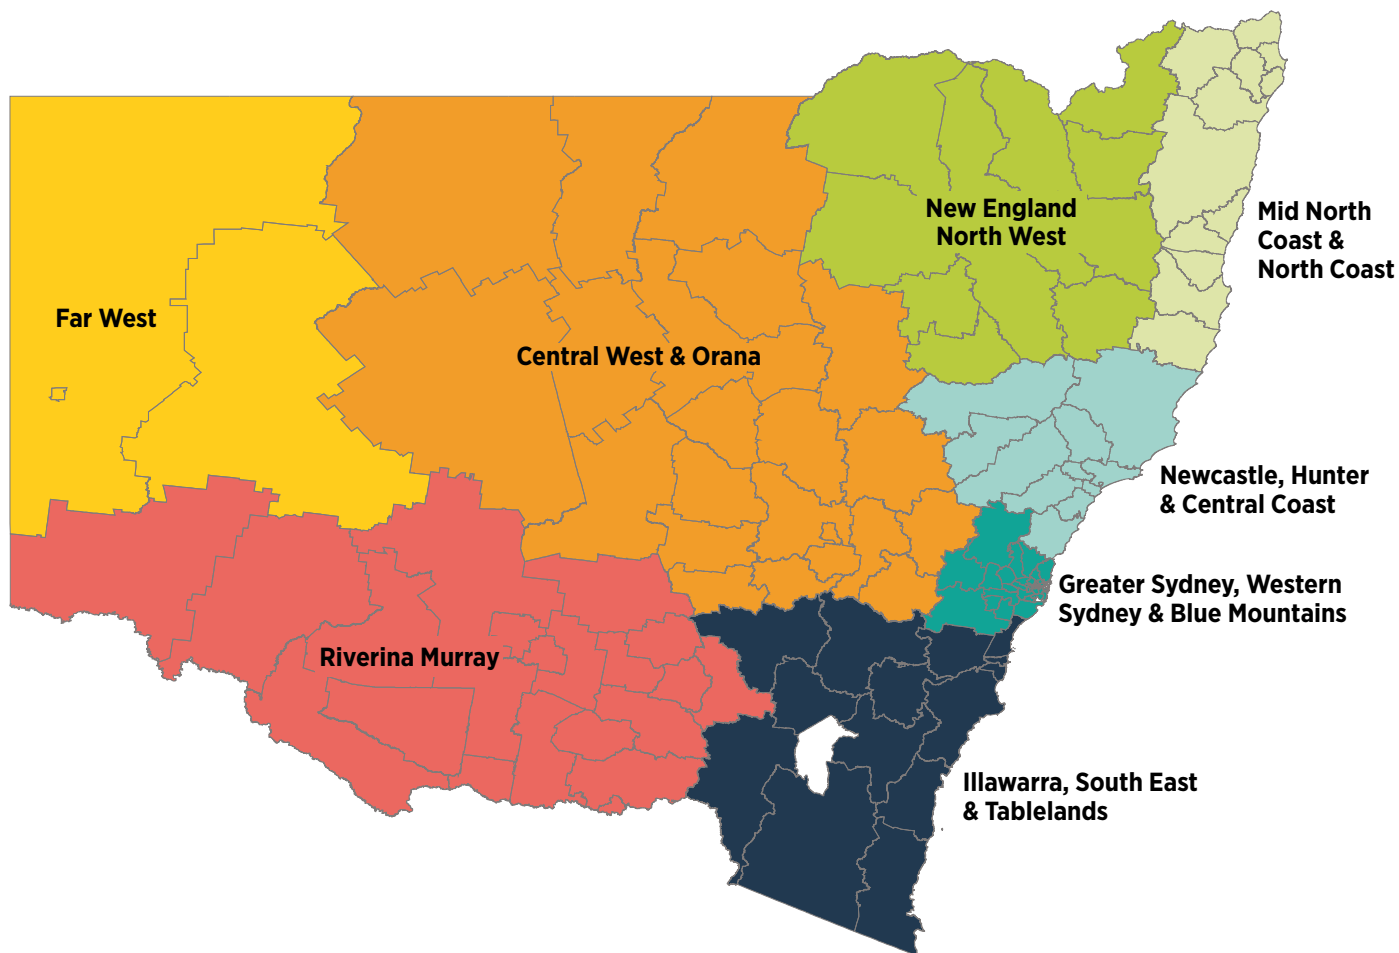 New England
North West
Mid North
Coast &
North Coast
Far West
Central West & Orana
Newcastle, Hunter
& Central Coast
Greater Sydney, Western
Sydney & Blue Mountains
Riverina Murray
Illawarra, South East
& Tablelands